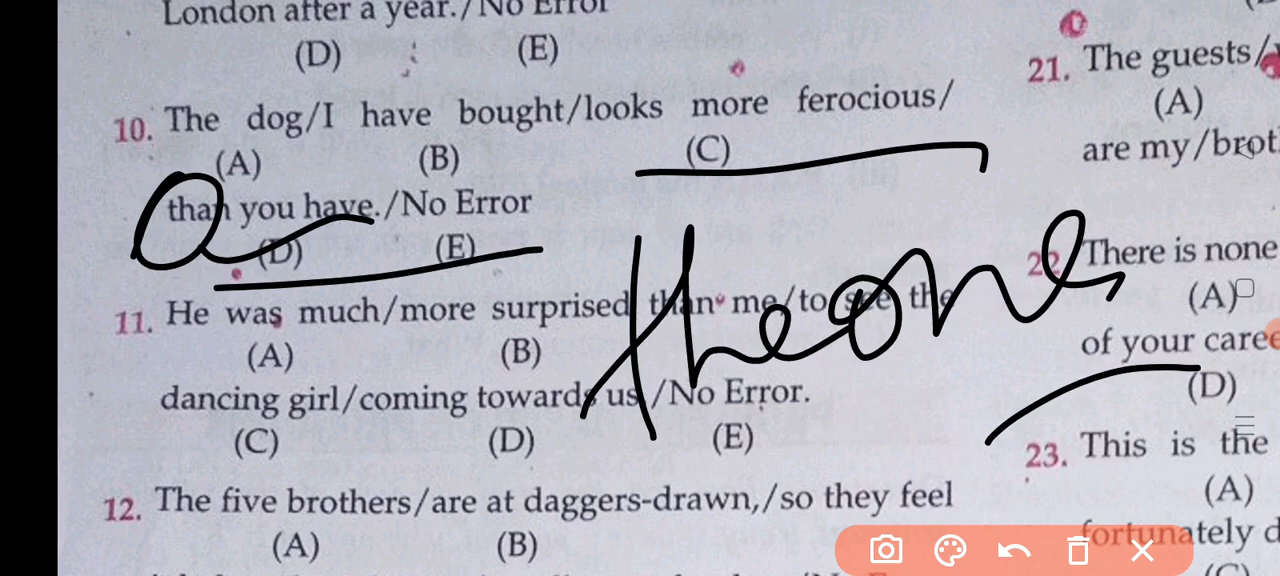 London after a year./No Error
(D) (E)
10. The dog/I have bought/looks more ferocious/
(A) (B) (C)
than you have./No Error
(D) (E)
the one
11. He was much/more surprised than me/to see the
(A) (B)
dancing girl/coming towards us./No Error.
(C) (D) (E)
12. The five brothers/are at daggers-drawn,/so they feel
(A) (B)
21. The guests/
(A)
are my/brot
22. There is none
(A)
of your caree
(D)
23. This is the
(A)
fortunately d
(C)